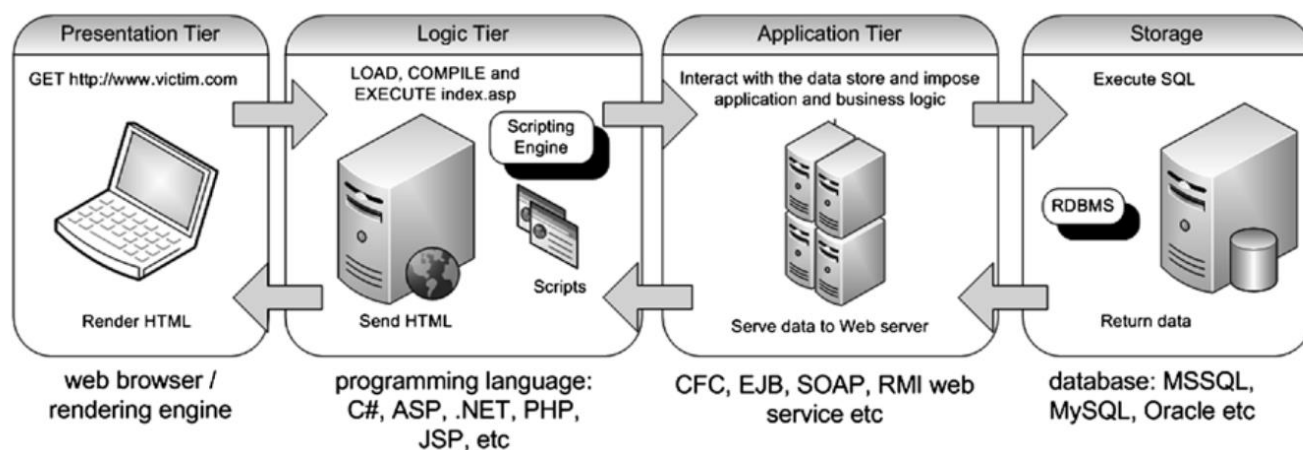 Presentation Tier
GET http://www.victim.com
Render HTML
web browser /
rendering engine
Logic Tier
LOAD, COMPILE and
EXECUTE index.asp
Scripting
Engine
Scripts
Send HTML
programming language:
C#, ASP, .NET, PHP,
JSP, etc
Application Tier
Interact with the data store and impose
application and business logic
Serve data to Web server
CFC, EJB, SOAP, RMI web
service etc
Storage
Execute SQL
RDBMS
Return data
database: MSSQL,
MySQL, Oracle etc